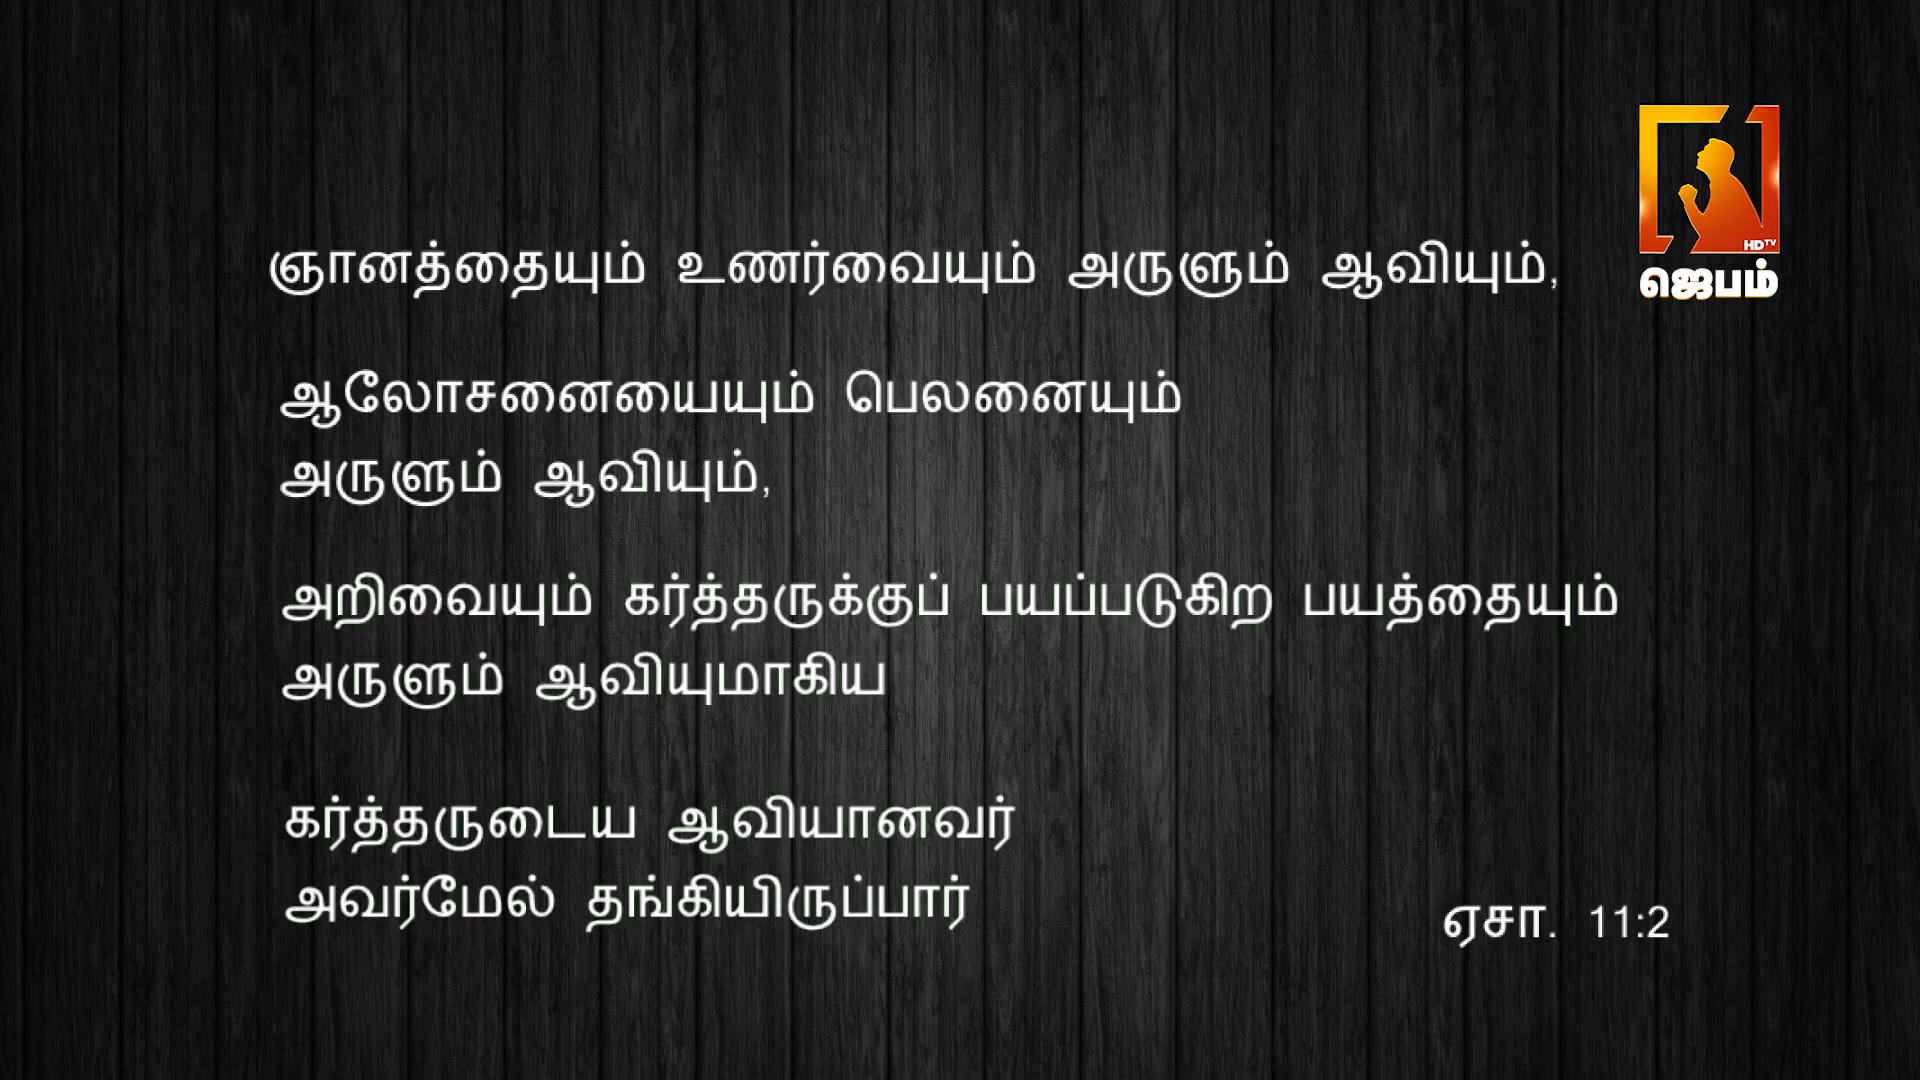 HDTV
ஜெபம்
ஞானத்தையும் உணர்வையும் அருளும் ஆவியும்,
ஆலோசனையையும் பெலனையும்
அருளும் ஆவியும்,
அறிவையும் கர்த்தருக்குப் பயப்படுகிற பயத்தையும்
அருளும் ஆவியுமாகிய
கர்த்தருடைய ஆவியானவர்
அவர்மேல் தங்கியிருப்பார்
ஏசா. 11:2